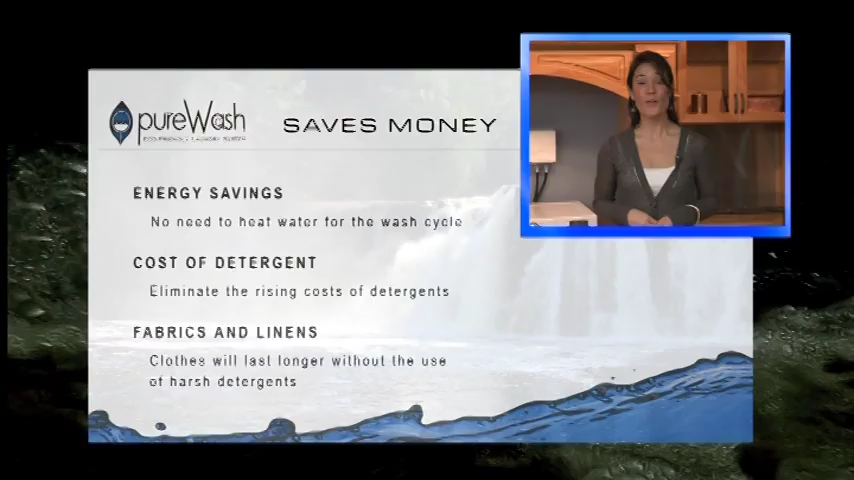 pureWash
SAVES MONEY
ENERGY SAVINGS
No need to heat water for the wash cycle
COST OF DETERGENT
Eliminate the rising costs of detergents
FABRICS AND LINENS
Clothes will last longer without the use
of harsh detergents